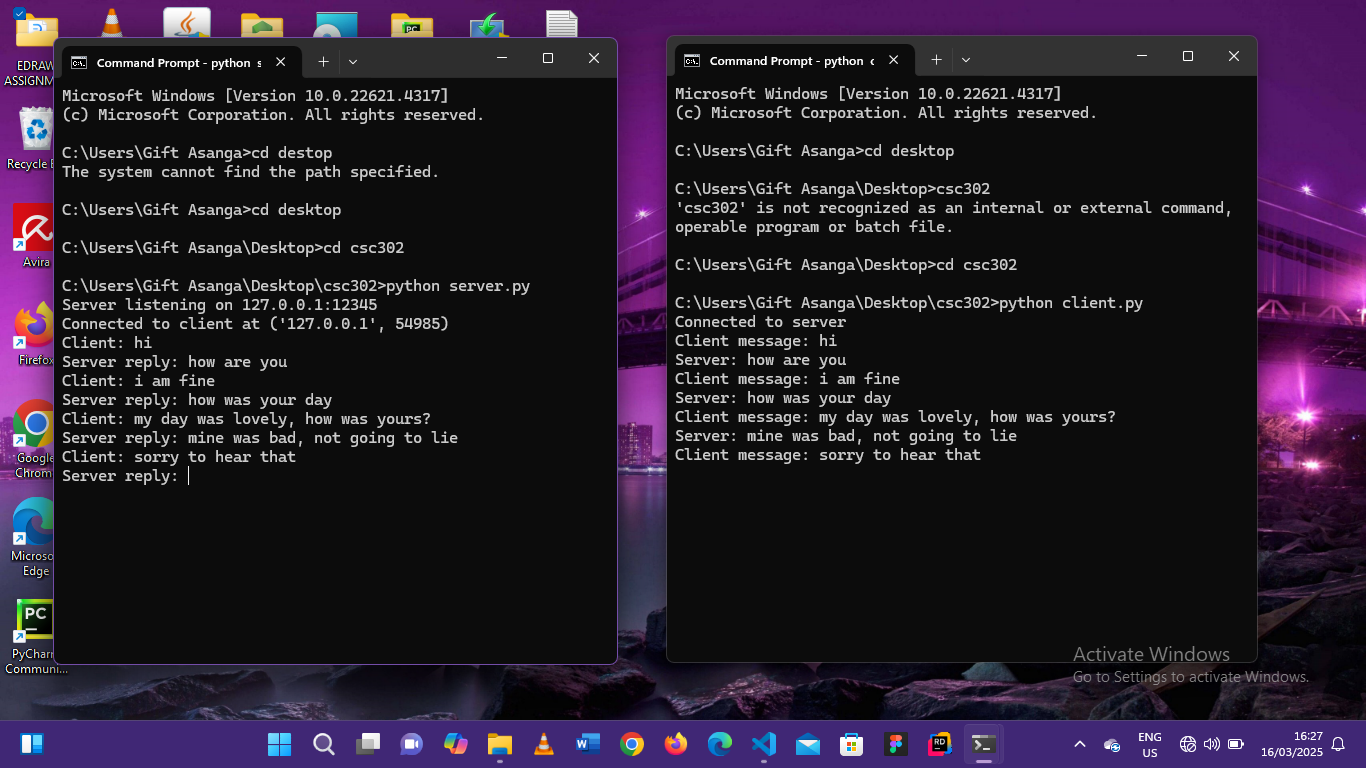 EDRAW
ASSIGNM
Recycle
Avira
Firefox
Google
Chrom
Microso
Edge
PC
PyCharm
Communi...
Command Prompt - python s
Microsoft Windows [Version 10.0.22621.4317]
(c) Microsoft Corporation. All rights reserved.
C:\Users\Gift Asanga>cd destop
The system cannot find the path specified.
C:\Users\Gift Asanga>cd desktop
C:\Users\Gift Asanga\Desktop>cd csc302
C:\Users\Gift Asanga\Desktop\csc302>python server.py
Server listening on 127.0.0.1:12345
Connected to client at ('127.0.0.1', 54985)
Client: hi
Server reply: how are you
Client: i am fine
Server reply: how was your day
Client: my day was lovely, how was yours?
Server reply: mine was bad, not going to lie
Client: sorry to hear that
Server reply:
Command Prompt - python c
Microsoft Windows [Version 10.0.22621.4317]
(c) Microsoft Corporation. All rights reserved.
C:\Users\Gift Asanga>cd desktop
C:\Users\Gift Asanga\Desktop>csc302
'csc302' is not recognized as an internal or external command,
operable program or batch file.
C:\Users\Gift Asanga\Desktop>cd csc302
C:\Users\Gift Asanga\Desktop\csc302>python client.py
Connected to server
Client message: hi
Server: how are you
Client message: i am fine
Server: how was your day
Client message: my day was lovely, how was yours?
Server: mine was bad, not going to lie
Client message: sorry to hear that
Activate Windows
Go to Settings to activate Windows.
ENG
US
16:27
16/03/2025